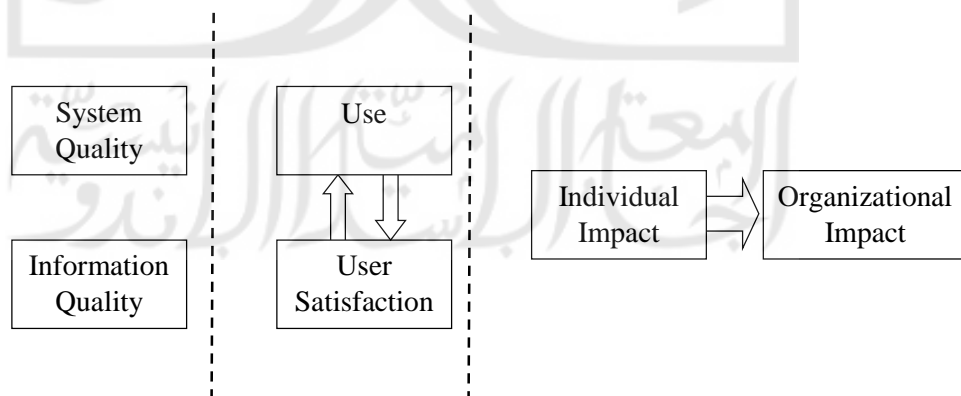 System
Quality
Use
Individual
Impact
Organizational
Impact
Information
Quality
User
Satisfaction